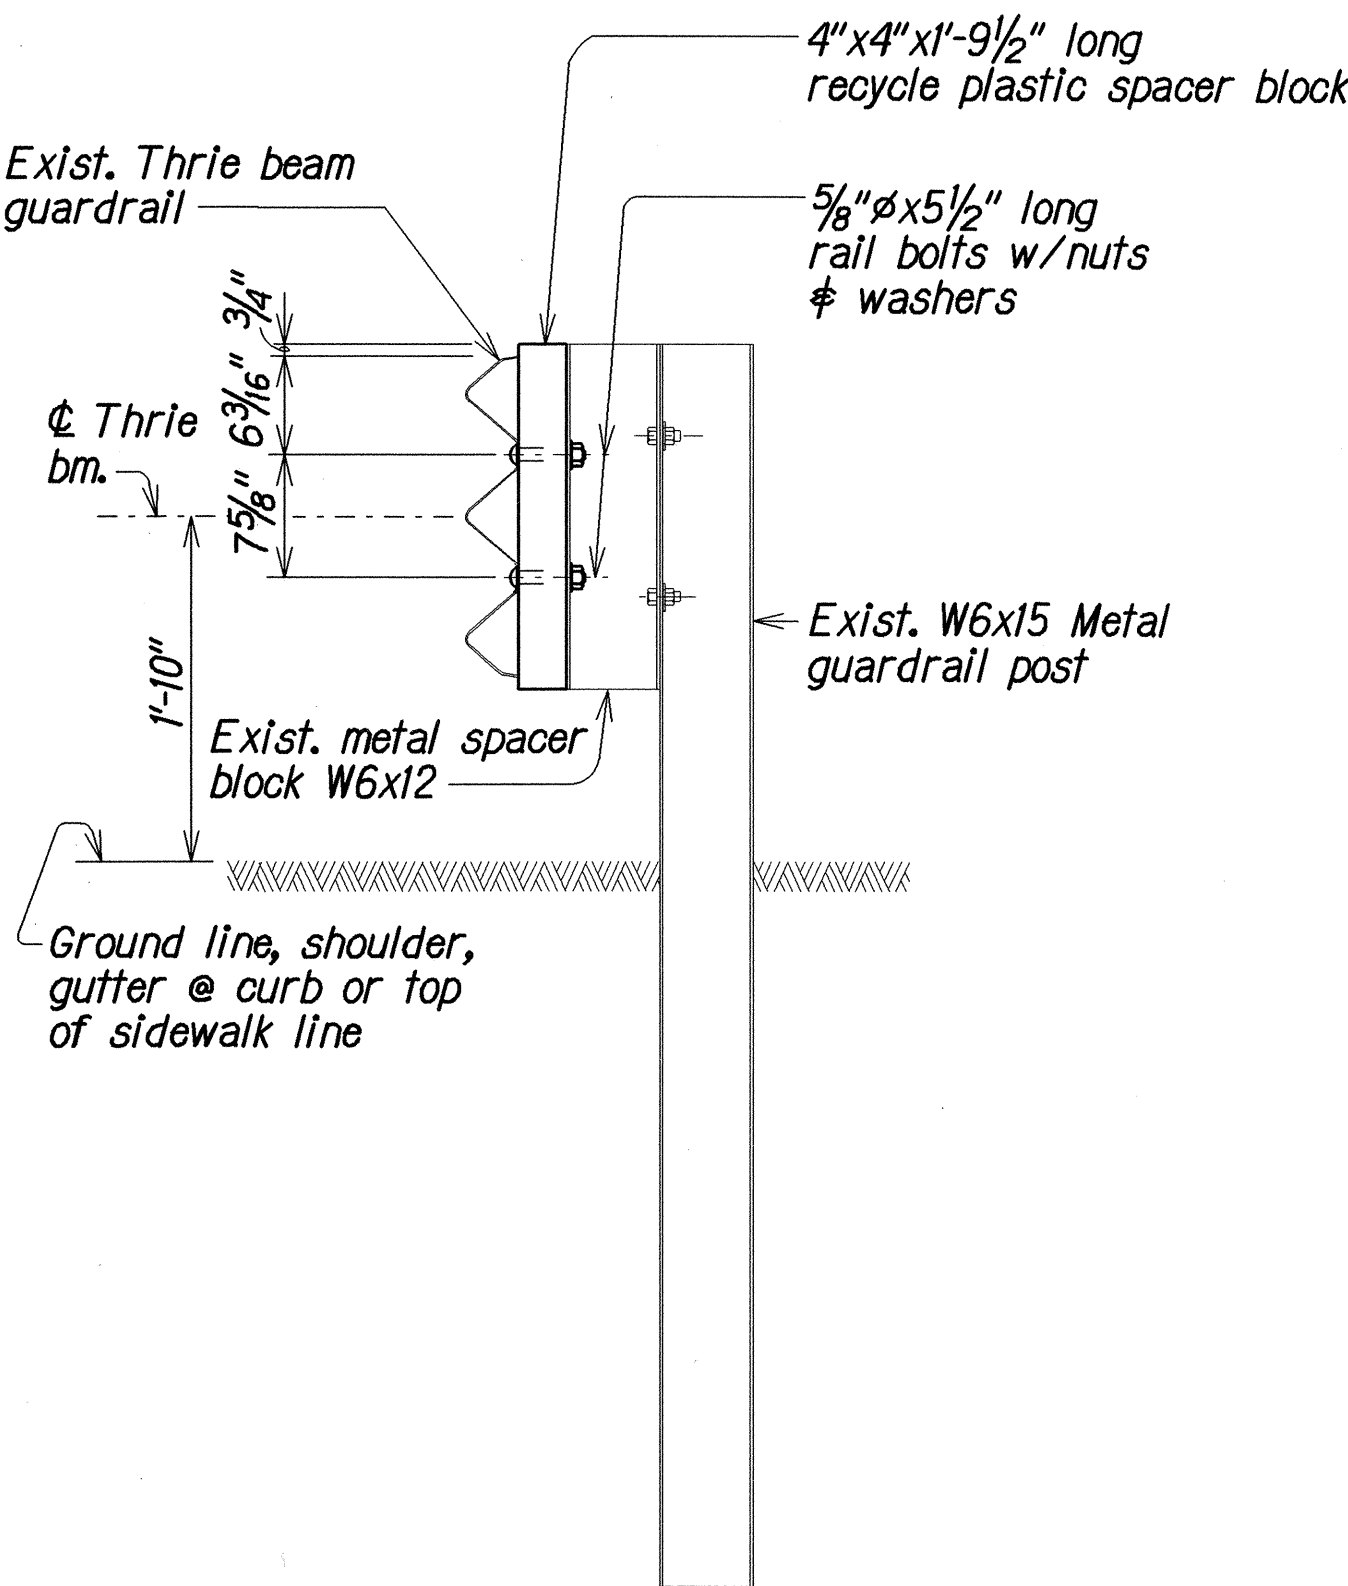 4"x4"x1'-9½" long
recycle plastic spacer block
Exist. Thrie beam
guardrail
⅝"øx5½" long
rail bolts w/nuts
& washers
¾"
6³⁄₁₆"
7⅝"
℄ Thrie
bm.
1'-10"
Exist. W6x15 Metal
guardrail post
Exist. metal spacer
block W6x12
Ground line, shoulder,
gutter @ curb or top
of sidewalk line